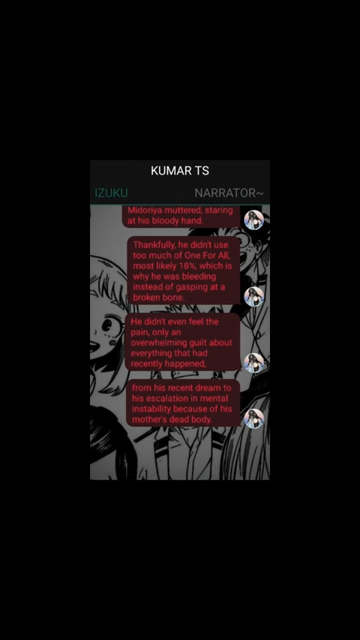 KUMAR TS
IZUKU NARRATOR~
Midoriya muttered, staring
at his bloody hand.
Thankfully, he didn't use
too much of One For All,
most likely 18%, which is
why he was bleeding
instead of gasping at a
broken bone.
He didn't even feel the
pain, only an
overwhelming guilt about
everything that had
recently happened,
from his recent dream to
his escalation in mental
instability because of his
mother's dead body.